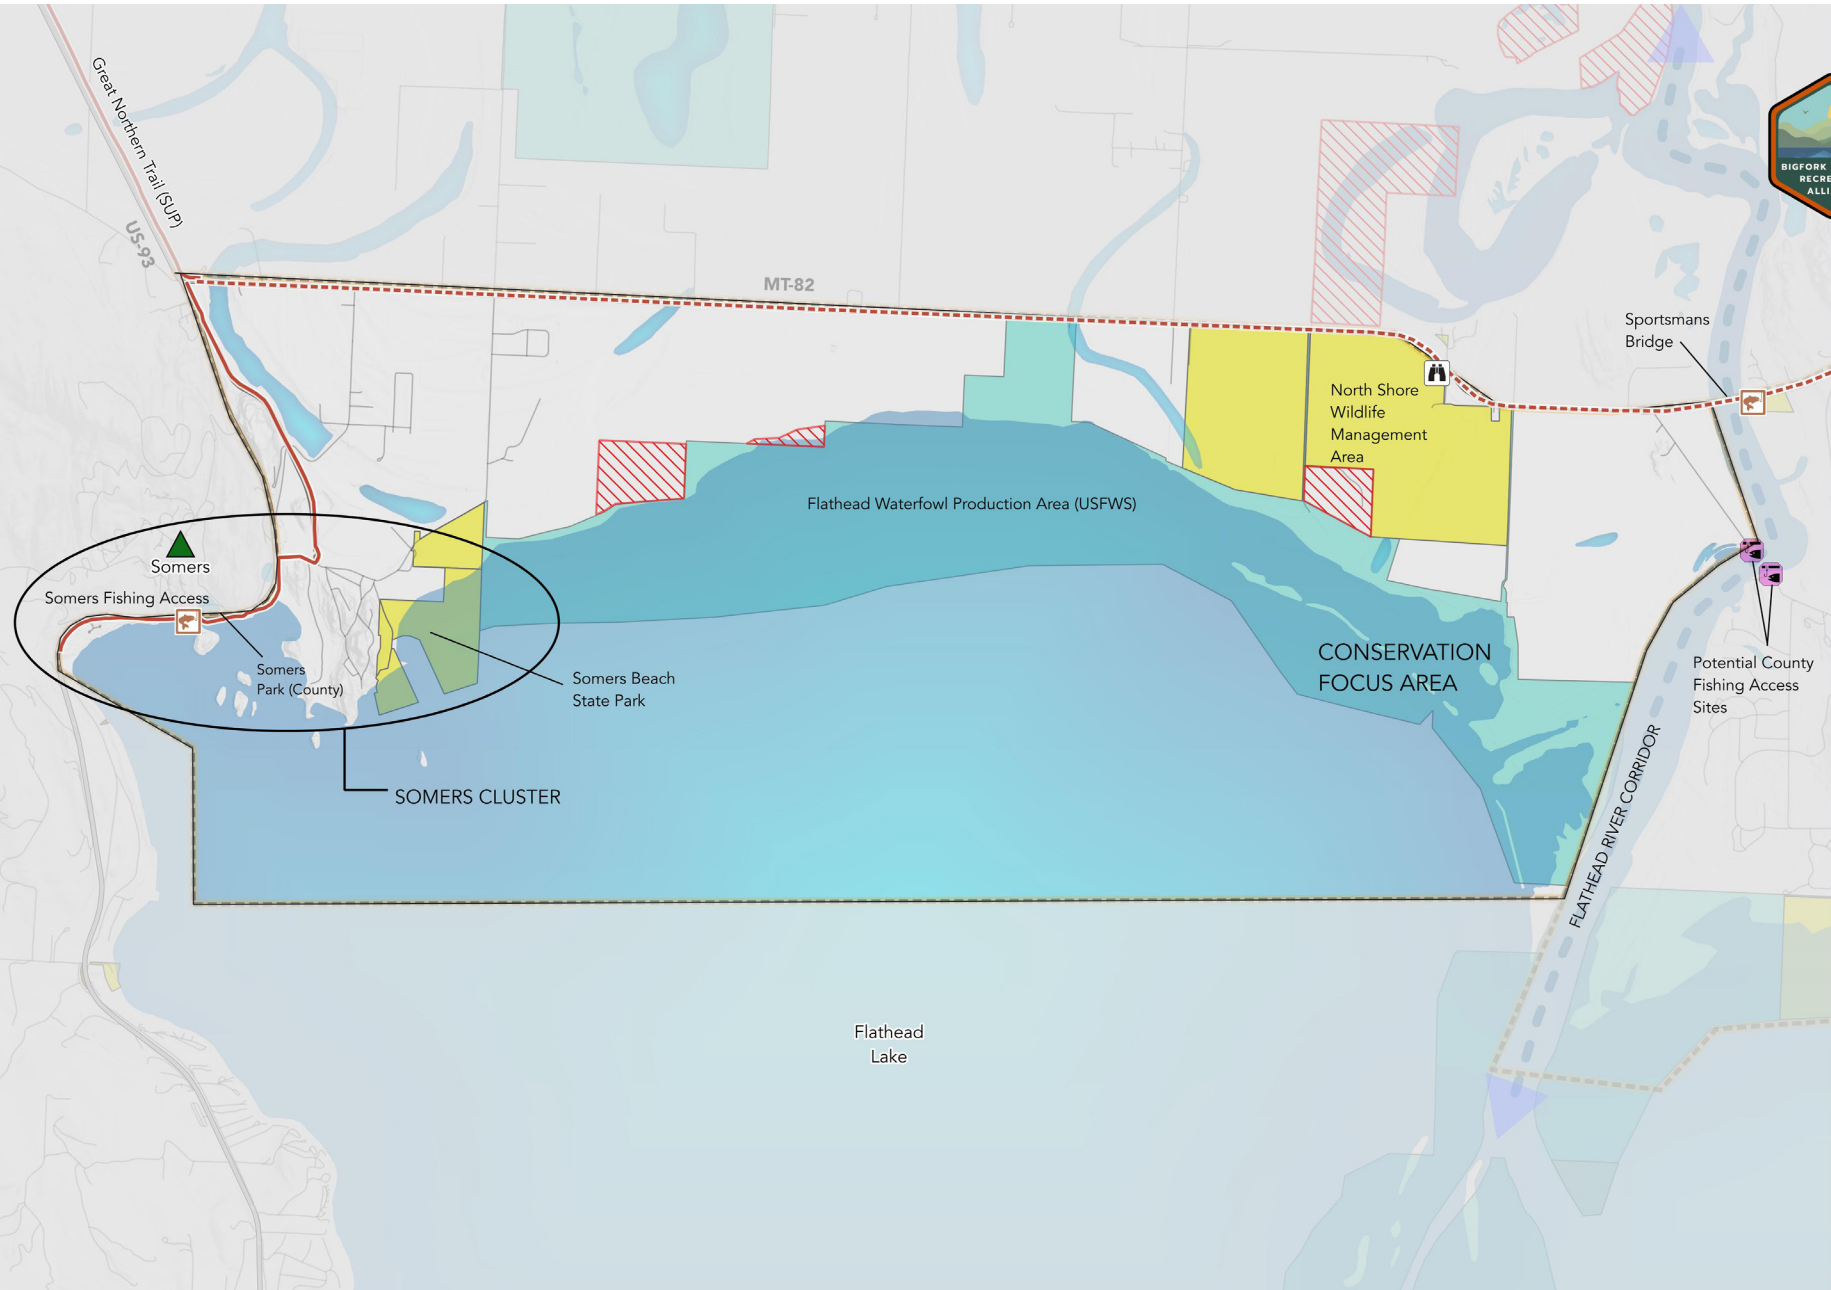 Great Northern Trail (SUP)
US-93
MT-82
BIGFORK
RECRE
ALLI
Sportsmans
Bridge
North Shore
Wildlife
Management
Area
Flathead Waterfowl Production Area (USFWS)
Somers
Somers Fishing Access
Somers
Park (County)
Somers Beach
State Park
CONSERVATION
FOCUS AREA
Potential County
Fishing Access
Sites
SOMERS CLUSTER
FLATHEAD RIVER CORRIDOR
Flathead
Lake